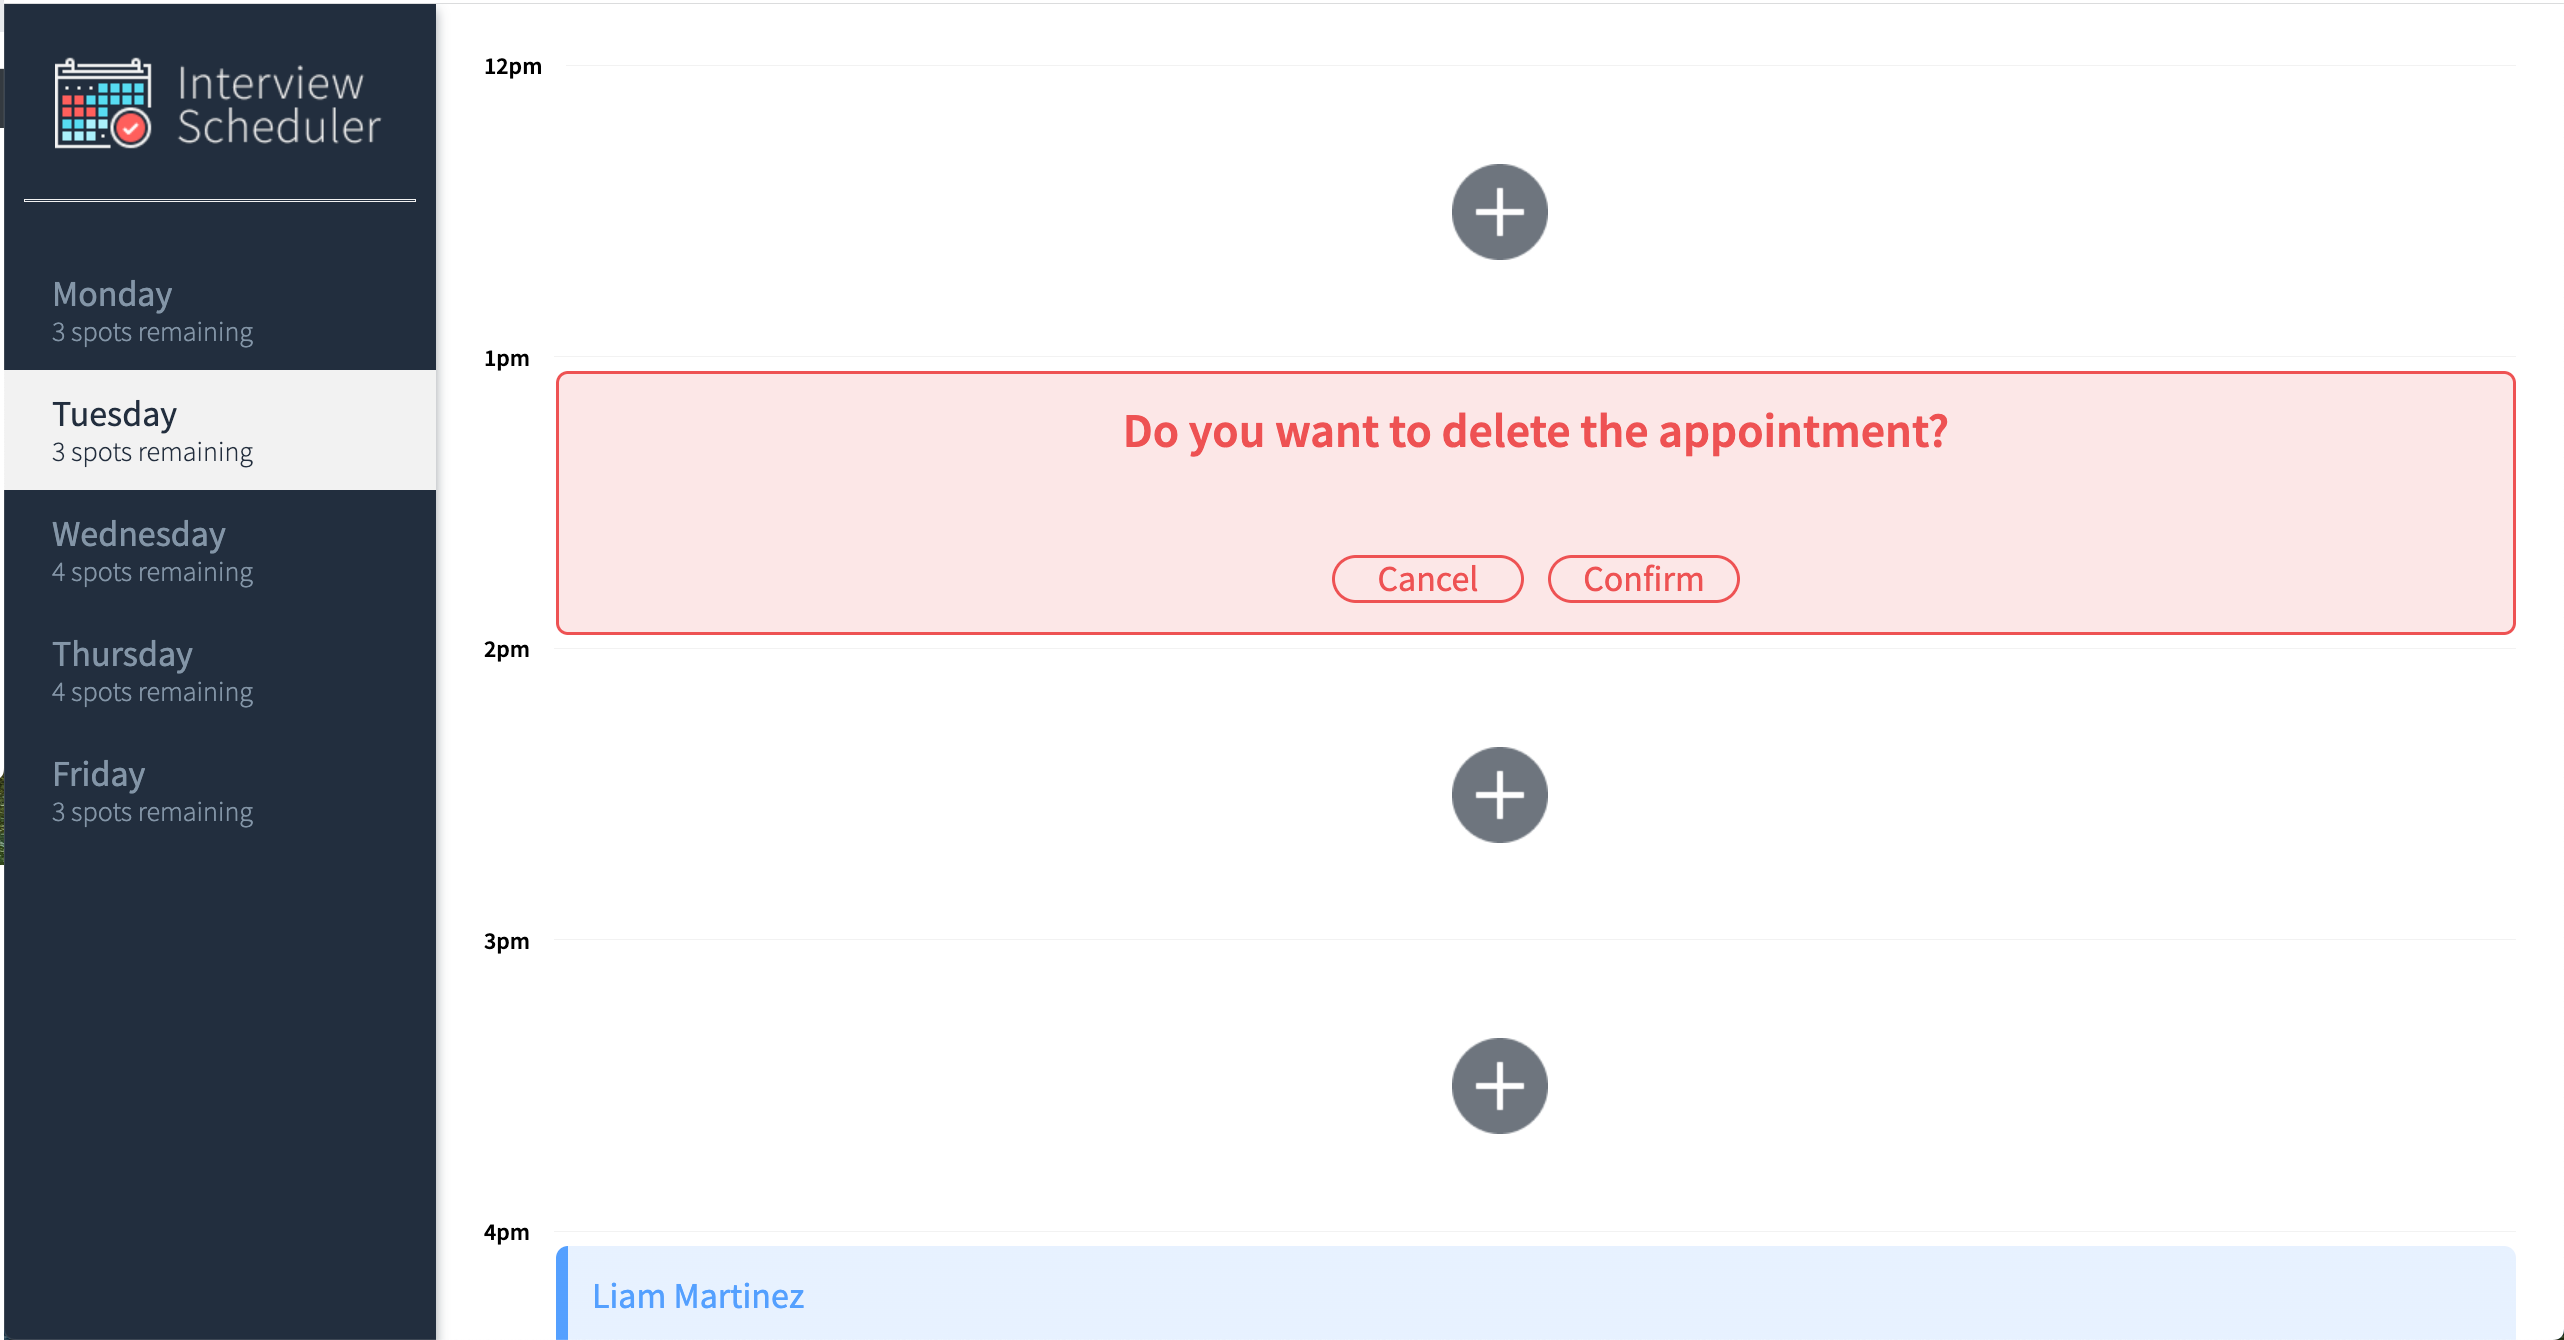 Interview
Scheduler
Monday
3 spots remaining
Tuesday
3 spots remaining
Wednesday
4 spots remaining
Thursday
4 spots remaining
Friday
3 spots remaining
12pm
1pm
Do you want to delete the appointment?
Cancel Confirm
2pm
3pm
4pm
Liam Martinez